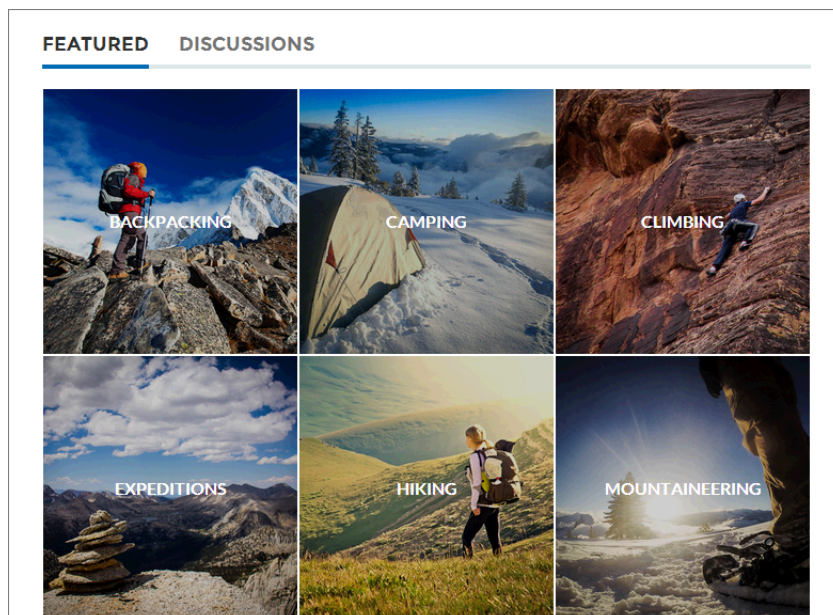 FEATURED DISCUSSIONS
BACKPACKING CAMPING CLIMBING
EXPEDITIONS HIKING MOUNTAINEERING